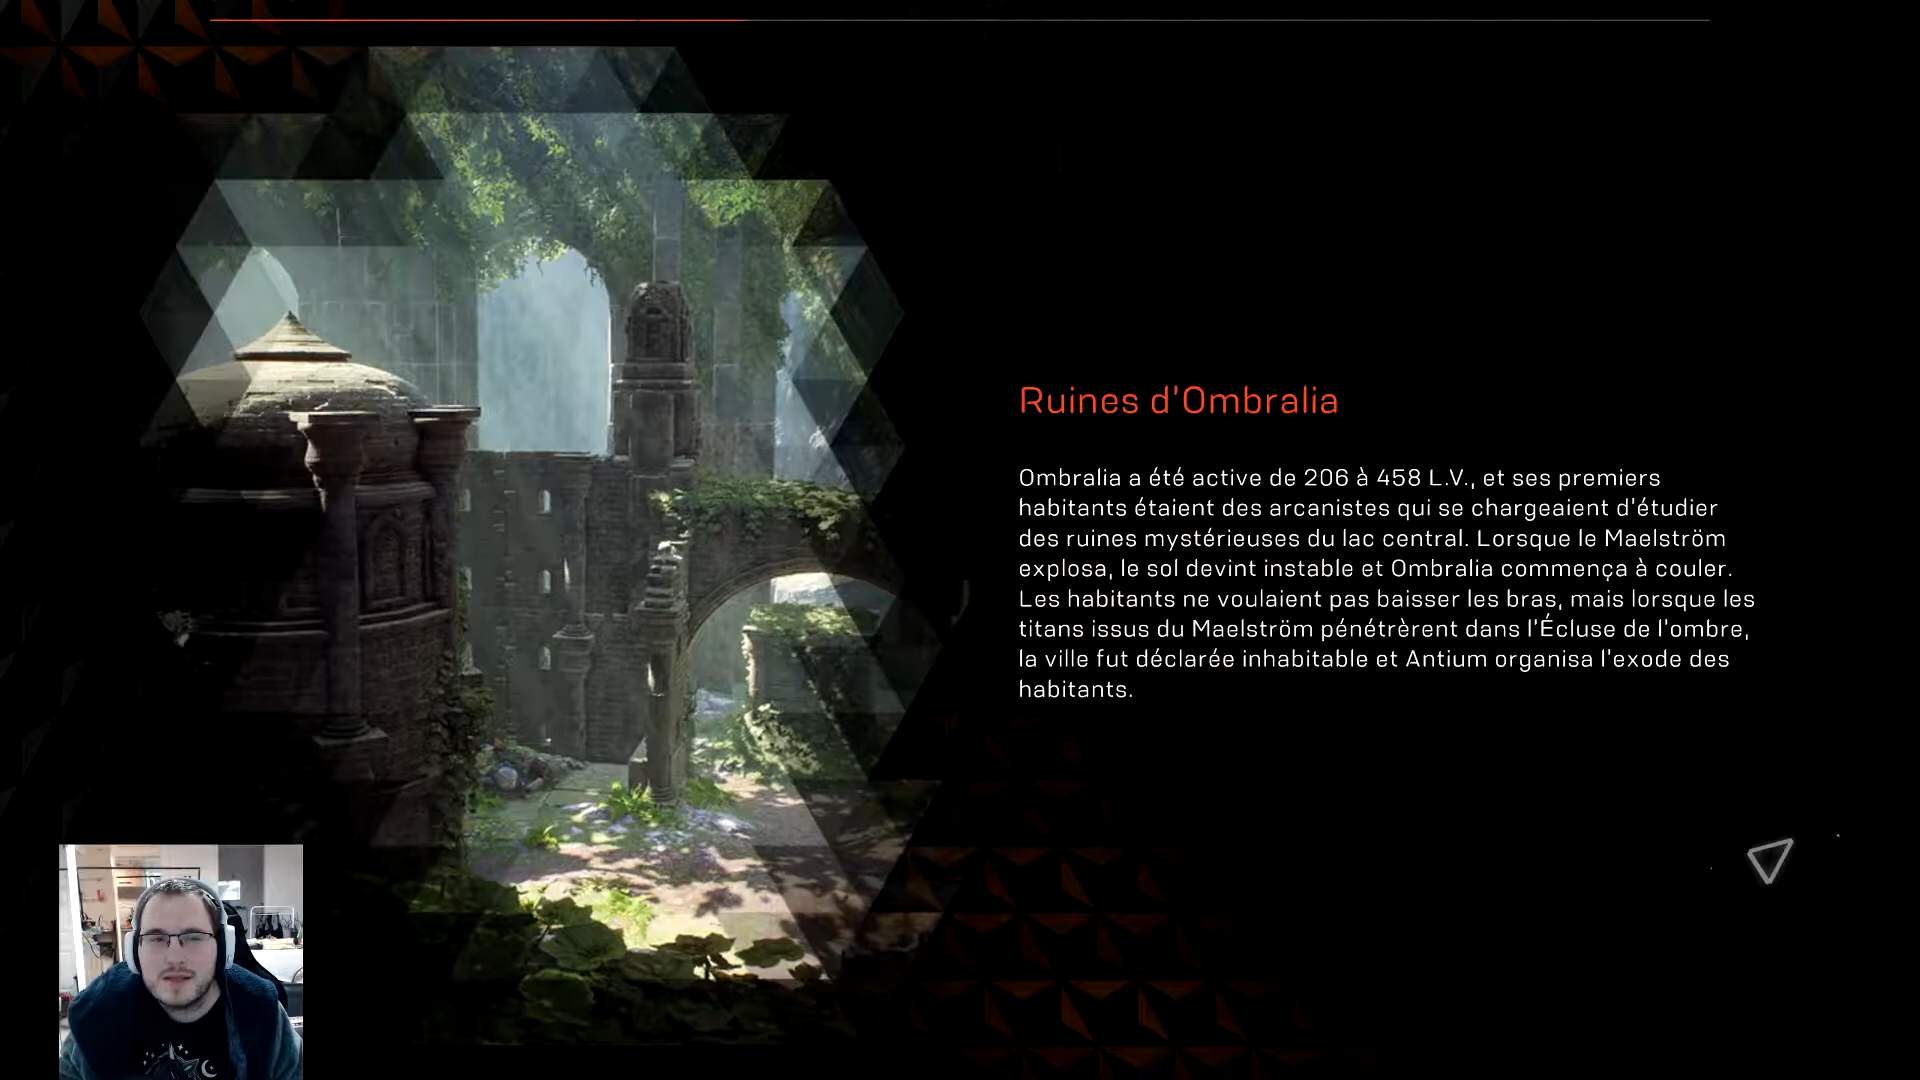 Ruines d'Ombralia
Ombralia a été active de 206 à 458 L.V., et ses premiers
habitants étaient des arcanistes qui se chargeaient d'étudier
des ruines mystérieuses du lac central. Lorsque le Maelström
explosa, le sol devint instable et Ombralia commença à couler.
Les habitants ne voulaient pas baisser les bras, mais lorsque les
titans issus du Maelström pénétrèrent dans l'Écluse de l'ombre,
la ville fut déclarée inhabitable et Antium organisa l'exode des
habitants.